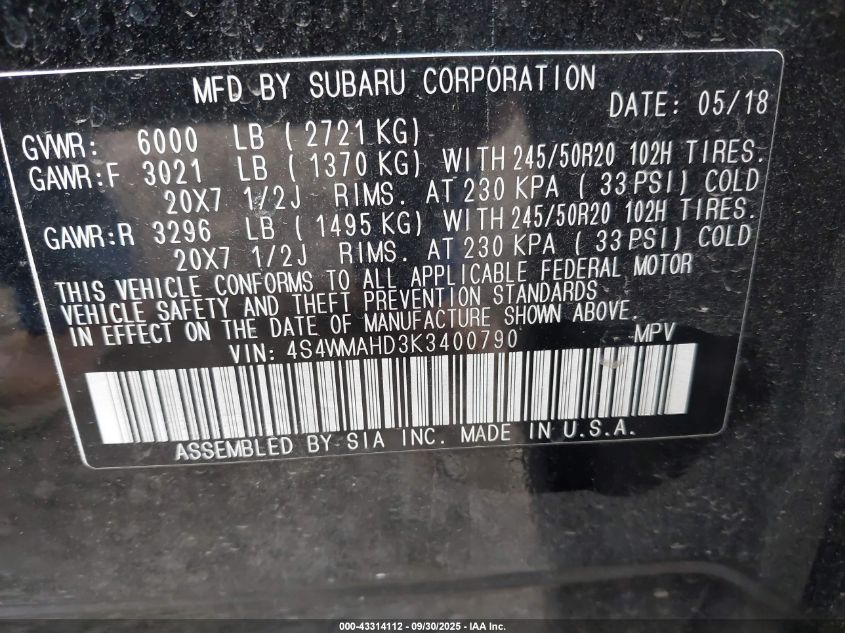 MFD BY SUBARU CORPORATION
DATE: 05/18
GVWR: 6000 LB ( 2721 KG)
GAWR:F 3021 LB ( 1370 KG) WITH 245/50R20 102H TIRES.
20X7 1/2J RIMS. AT 230 KPA ( 33 PSI) COLD
GAWR:R 3296 LB ( 1495 KG) WITH 245/50R20 102H TIRES.
20X7 1/2J RIMS. AT 230 KPA ( 33 PSI) COLD
THIS VEHICLE CONFORMS TO ALL APPLICABLE FEDERAL MOTOR
VEHICLE SAFETY AND THEFT PREVENTION STANDARDS
IN EFFECT ON THE DATE OF MANUFACTURE SHOWN ABOVE.
VIN: 4S4WMAHD3K3400790 MPV
ASSEMBLED BY SIA INC. MADE IN U.S.A.
000-43314112 - 09/30/2025 - IAA Inc.